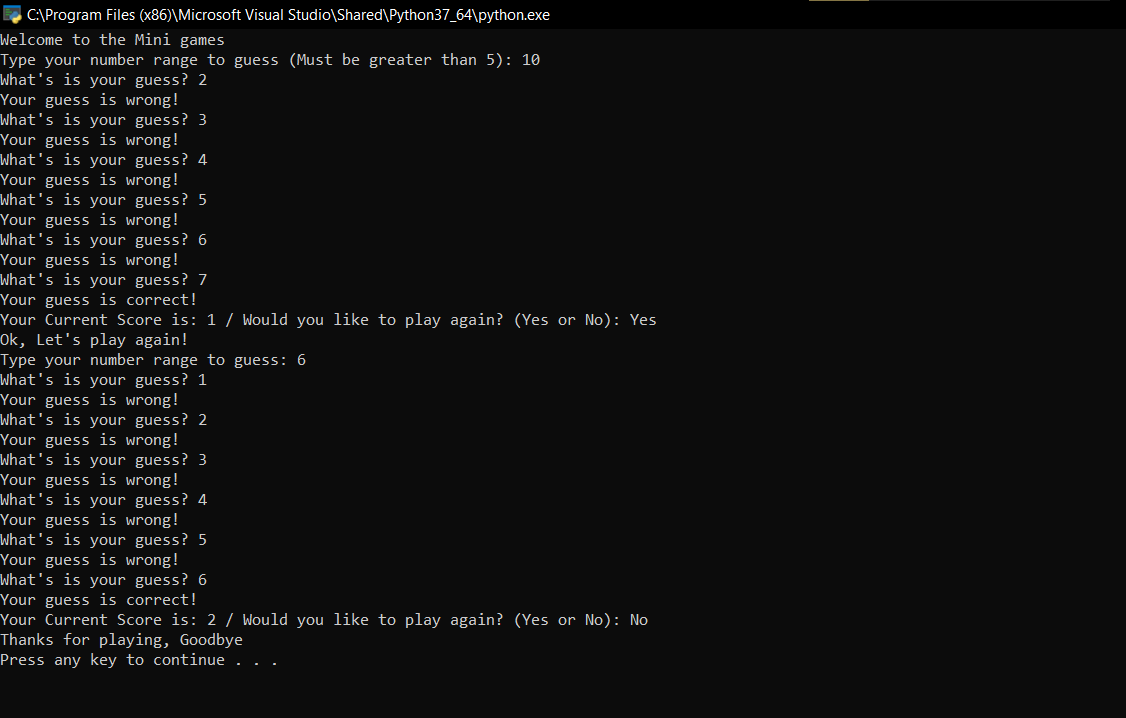 C:\Program Files (x86)\Microsoft Visual Studio\Shared\Python37_64\python.exe
Welcome to the Mini games
Type your number range to guess (Must be greater than 5): 10
What's is your guess? 2
Your guess is wrong!
What's is your guess? 3
Your guess is wrong!
What's is your guess? 4
Your guess is wrong!
What's is your guess? 5
Your guess is wrong!
What's is your guess? 6
Your guess is wrong!
What's is your guess? 7
Your guess is correct!
Your Current Score is: 1 / Would you like to play again? (Yes or No): Yes
Ok, Let's play again!
Type your number range to guess: 6
What's is your guess? 1
Your guess is wrong!
What's is your guess? 2
Your guess is wrong!
What's is your guess? 3
Your guess is wrong!
What's is your guess? 4
Your guess is wrong!
What's is your guess? 5
Your guess is wrong!
What's is your guess? 6
Your guess is correct!
Your Current Score is: 2 / Would you like to play again? (Yes or No): No
Thanks for playing, Goodbye
Press any key to continue . . .